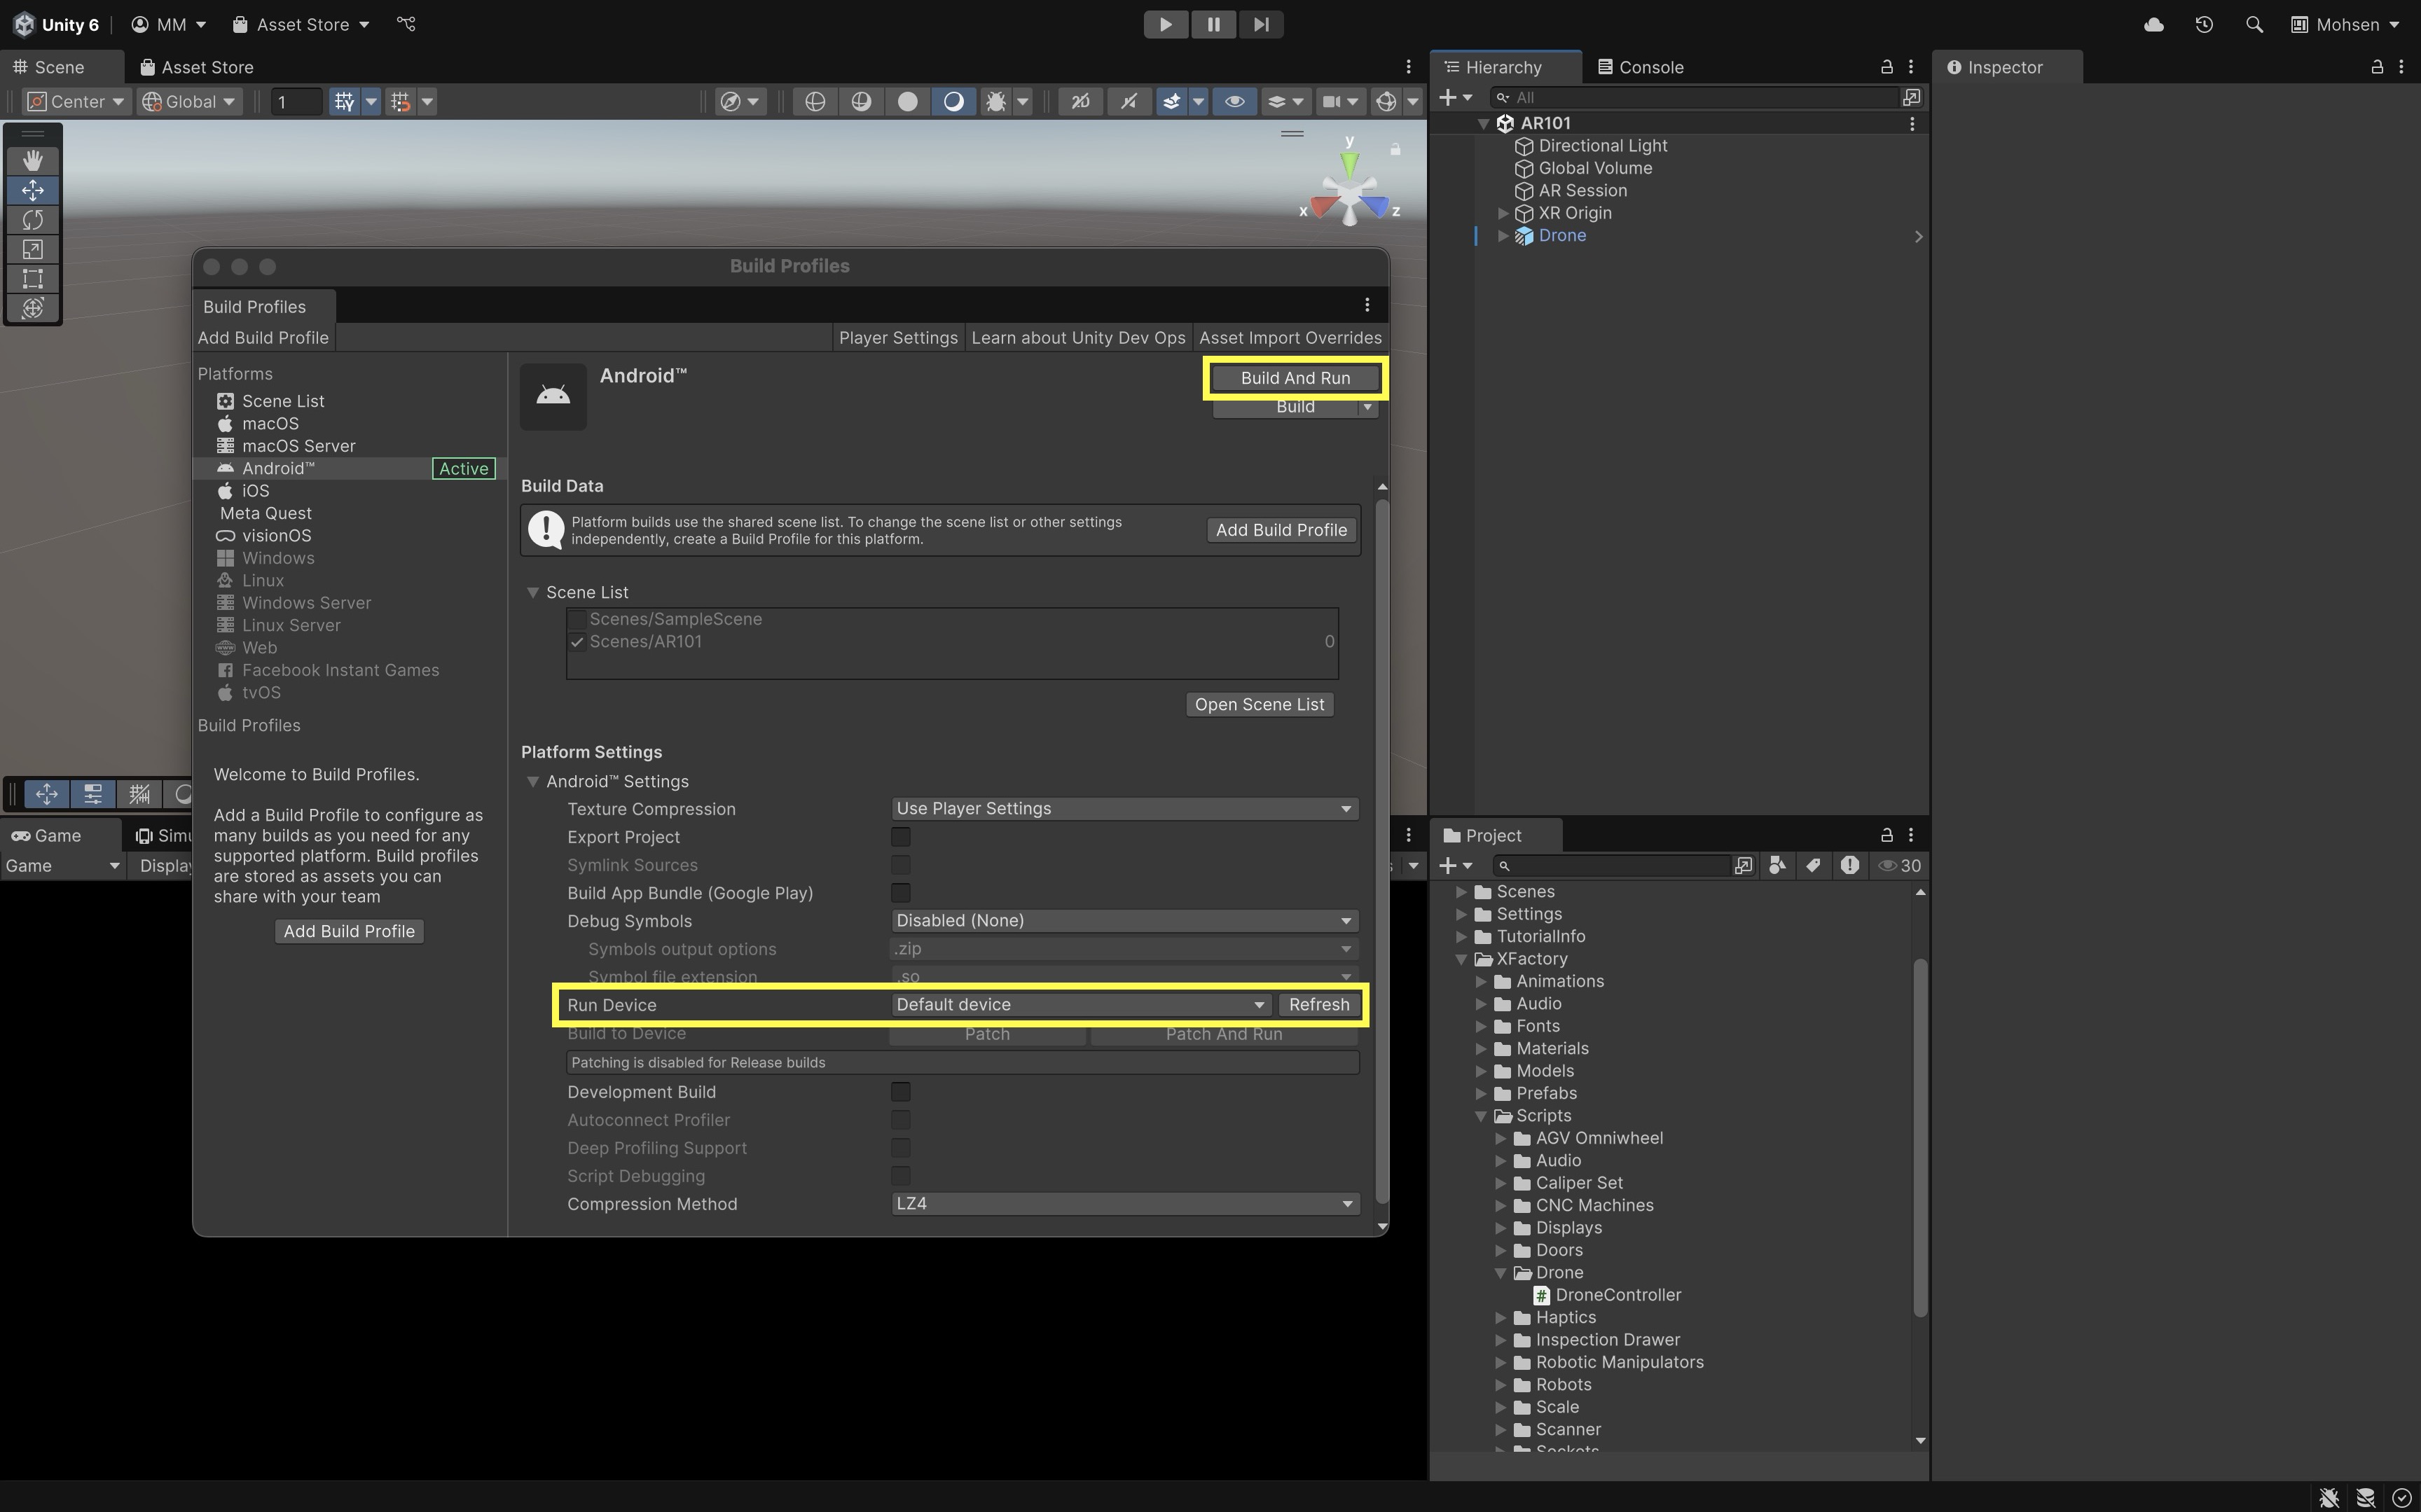 Unity 6
MM
Asset Store
Mohsen
Scene
Asset Store
Center
Global
1
2D
y
x
z
Build Profiles
Build Profiles
Add Build Profile
Player Settings
Learn about Unity Dev Ops
Asset Import Overrides
Platforms
Scene List
macOS
macOS Server
Android™
Active
iOS
Meta Quest
visionOS
Windows
Linux
Windows Server
Linux Server
Web
Facebook Instant Games
tvOS
Build Profiles
Welcome to Build Profiles.
Add a Build Profile to configure as
many builds as you need for any
supported platform. Build profiles
are stored as assets you can
share with your team
Add Build Profile
Android™
Build And Run
Build
Build Data
Platform builds use the shared scene list. To change the scene list or other settings
independently, create a Build Profile for this platform.
Add Build Profile
Scene List
Scenes/SampleScene
Scenes/AR101
0
Open Scene List
Platform Settings
Android™ Settings
Texture Compression
Use Player Settings
Export Project
Symlink Sources
Build App Bundle (Google Play)
Debug Symbols
Disabled (None)
Symbols output options
.zip
Symbol file extension
.so
Run Device
Default device
Refresh
Build to Device
Patch
Patch And Run
Patching is disabled for Release builds
Development Build
Autoconnect Profiler
Deep Profiling Support
Script Debugging
Compression Method
LZ4
Game
Simu
Game
Display
Hierarchy
Console
All
AR101
Directional Light
Global Volume
AR Session
XR Origin
Drone
Inspector
Project
30
Scenes
Settings
TutorialInfo
XFactory
Animations
Audio
Fonts
Materials
Models
Prefabs
Scripts
AGV Omniwheel
Audio
Caliper Set
CNC Machines
Displays
Doors
Drone
DroneController
Haptics
Inspection Drawer
Robotic Manipulators
Robots
Scale
Scanner
Sockets